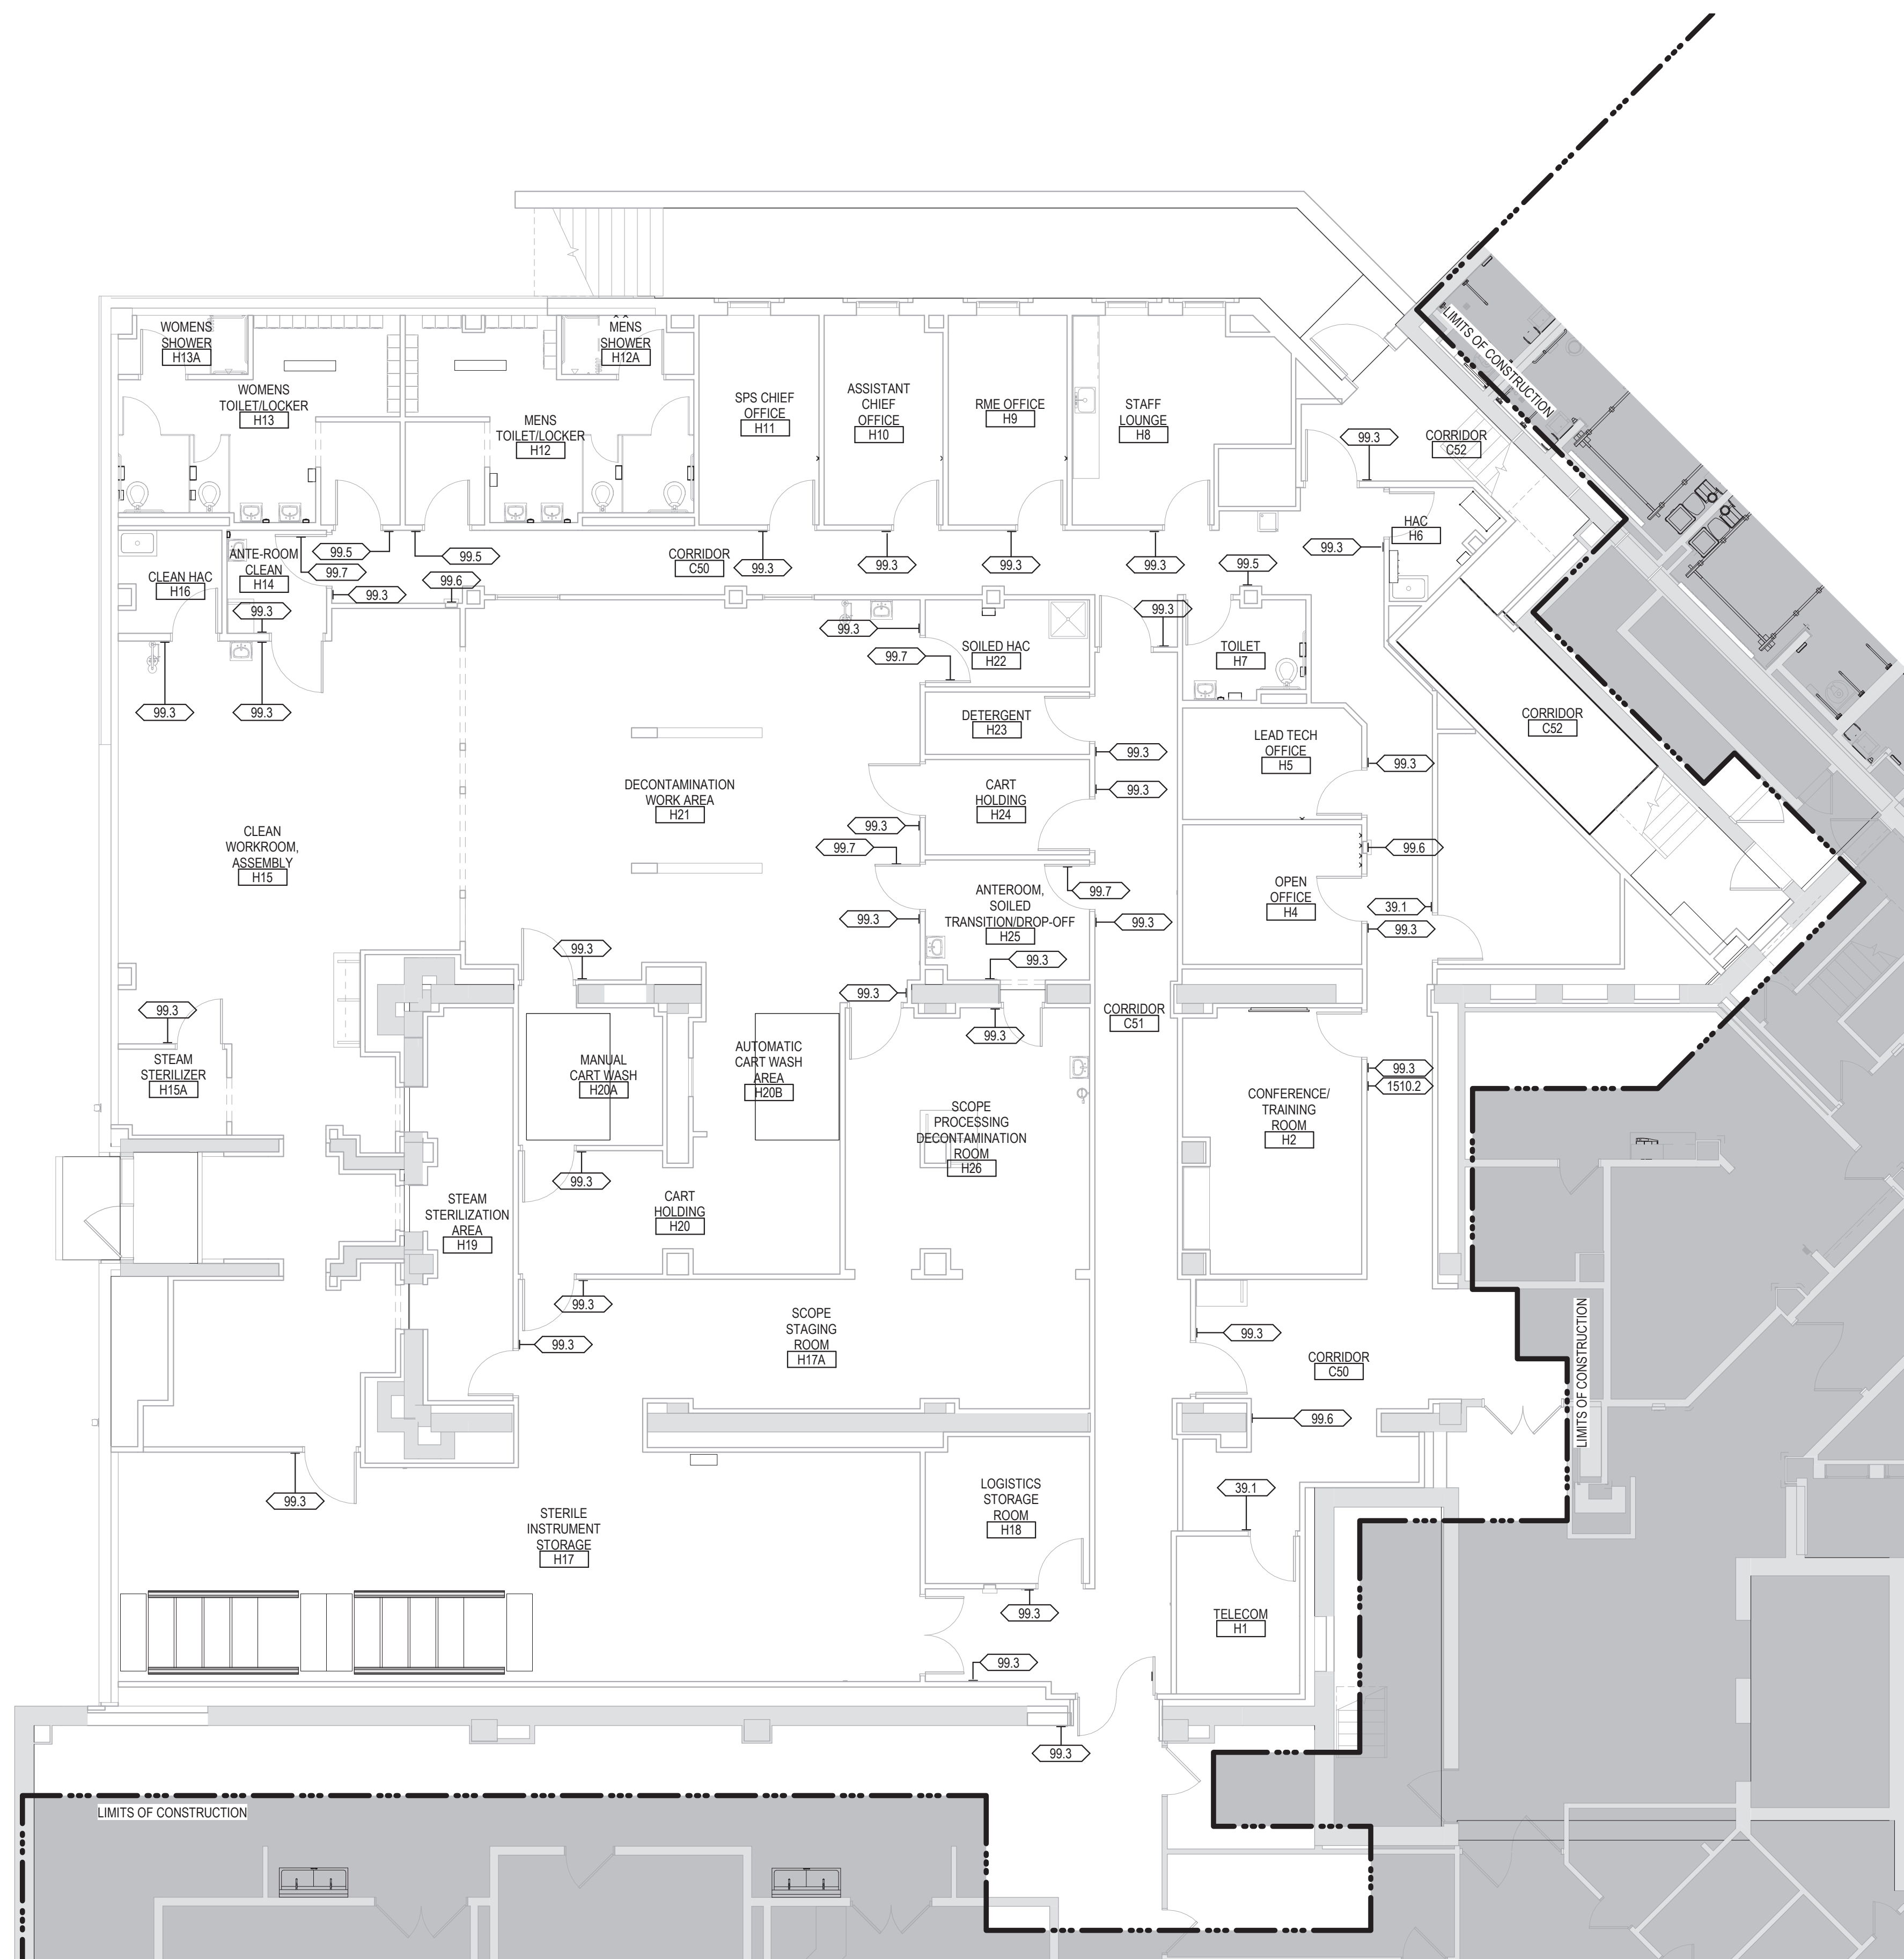 LIMITS OF CONSTRUCTION
WOMENS
SHOWER
H13A
MENS
SHOWER
H12A
WOMENS
TOILET/LOCKER
H13
MENS
TOILET/LOCKER
H12
SPS CHIEF
OFFICE
H11
ASSISTANT
CHIEF
OFFICE
H10
RME OFFICE
H9
STAFF
LOUNGE
H8
99.3
CORRIDOR
C52
HAC
H6
99.3
ANTE-ROOM
CLEAN
H14
99.5
99.7
99.5
CORRIDOR
C50
99.3
99.3
99.3
99.3
99.5
CLEAN HAC
H16
99.3
99.3
99.6
99.3
99.3
SOILED HAC
H22
99.7
TOILET
H7
99.3
99.3
DETERGENT
H23
99.3
LEAD TECH
OFFICE
H5
99.3
CORRIDOR
C52
DECONTAMINATION
WORK AREA
H21
CART
HOLDING
H24
99.3
99.3
CLEAN
WORKROOM,
ASSEMBLY
H15
99.7
99.6
ANTEROOM,
SOILED
TRANSITION/DROP-OFF
H25
99.7
99.3
99.3
OPEN
OFFICE
H4
39.1
99.3
99.3
99.3
99.3
99.3
CORRIDOR
C51
99.3
STEAM
STERILIZER
H15A
MANUAL
CART WASH
H20A
AUTOMATIC
CART WASH
AREA
H20B
SCOPE
PROCESSING
DECONTAMINATION
ROOM
H26
CONFERENCE/
TRAINING
ROOM
H2
99.3
1510.2
99.3
STEAM
STERILIZATION
AREA
H19
CART
HOLDING
H20
99.3
99.3
SCOPE
STAGING
ROOM
H17A
99.3
CORRIDOR
C50
LIMITS OF CONSTRUCTION
99.6
99.3
STERILE
INSTRUMENT
STORAGE
H17
LOGISTICS
STORAGE
ROOM
H18
39.1
99.3
TELECOM
H1
99.3
99.3
LIMITS OF CONSTRUCTION